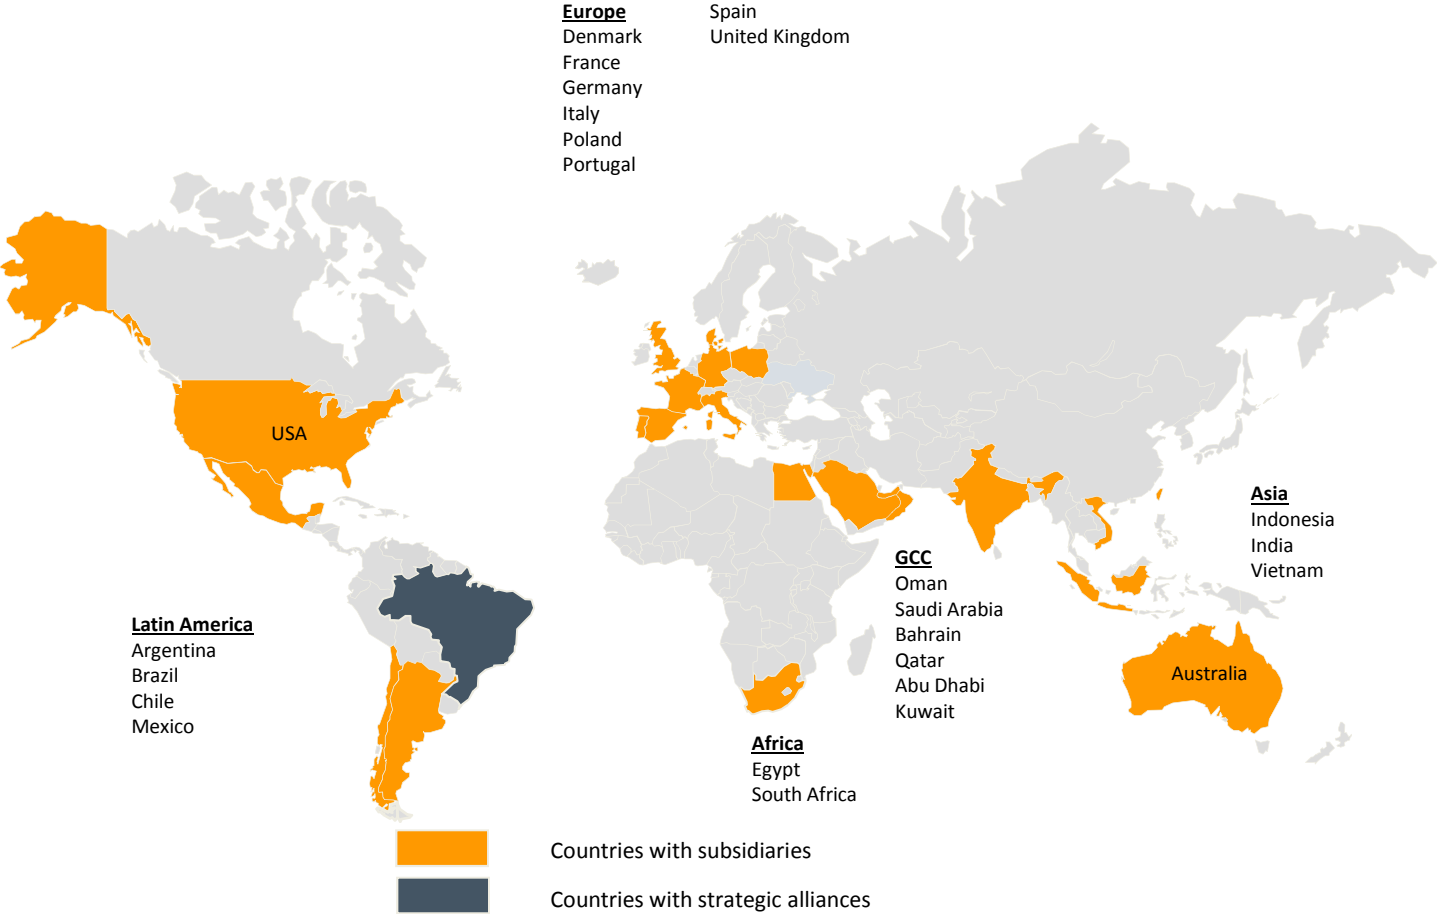 Europe
Denmark
France
Germany
Italy
Poland
Portugal
Spain
United Kingdom
USA
Asia
Indonesia
India
Vietnam
GCC
Oman
Saudi Arabia
Bahrain
Qatar
Abu Dhabi
Kuwait
Latin America
Argentina
Brazil
Chile
Mexico
Australia
Africa
Egypt
South Africa
Countries with subsidiaries
Countries with strategic alliances